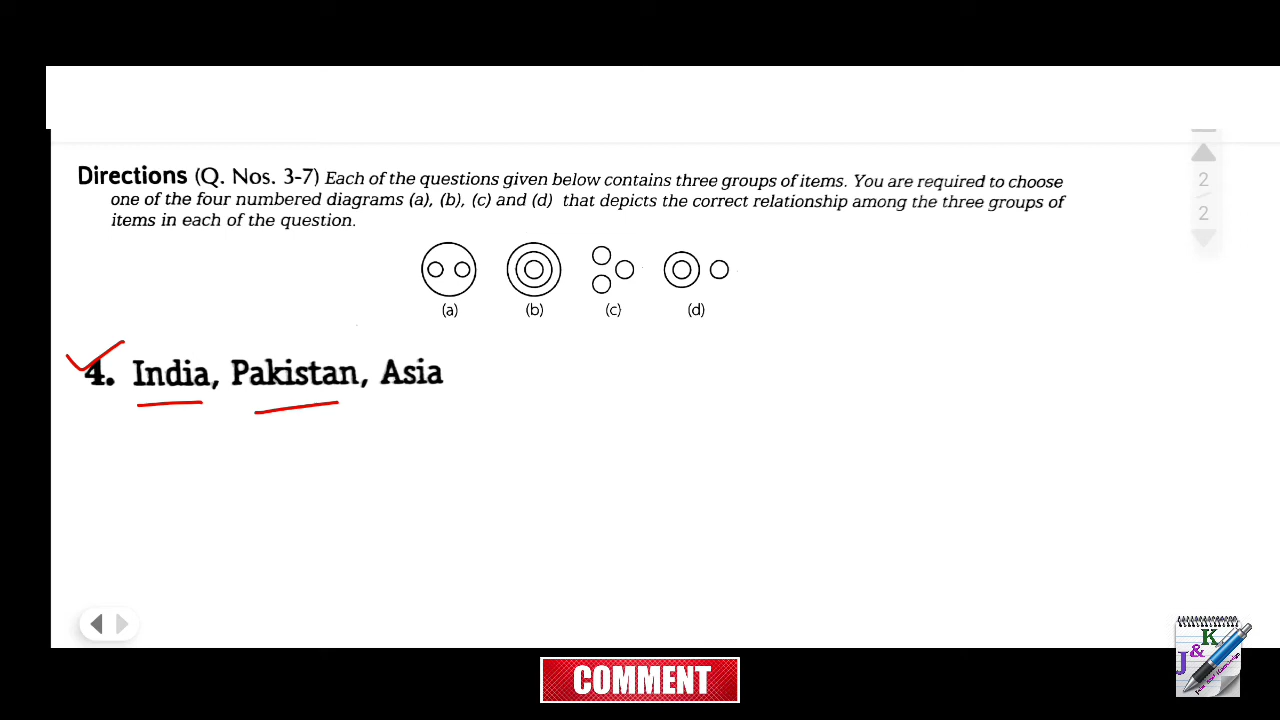 Directions (Q. Nos. 3-7) Each of the questions given below contains three groups of items. You are required to choose
one of the four numbered diagrams (a), (b), (c) and (d) that depicts the correct relationship among the three groups of
items in each of the question.
(a) (b) (c) (d)
4. India, Pakistan, Asia
2
2
COMMENT
J&K